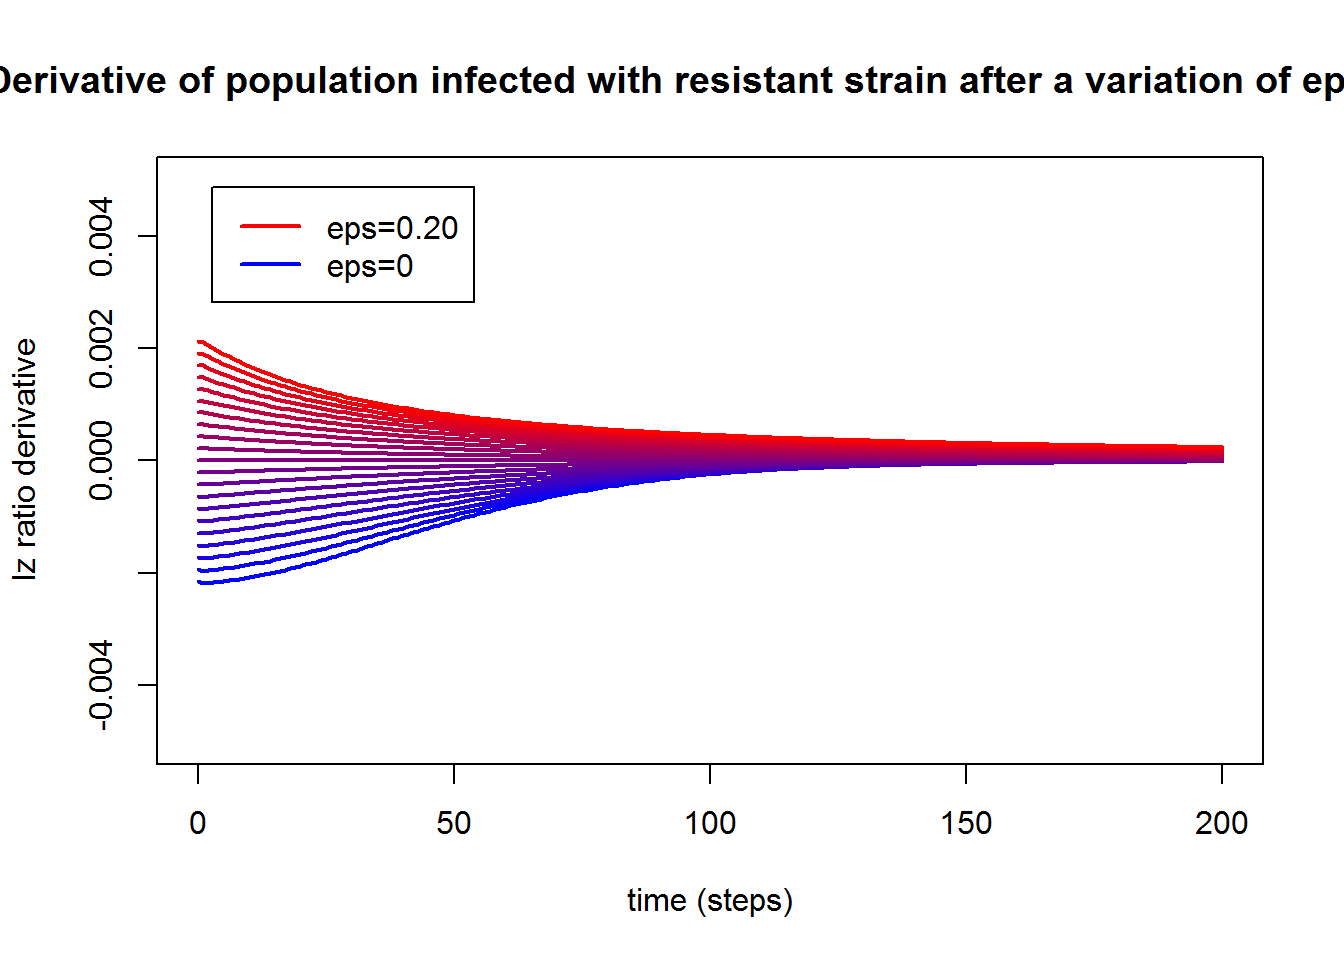 Derivative of population infected with resistant strain after a variation of ep
eps=0.20
eps=0
0.004
0.002
0.000
-0.004
Iz ratio derivative
0 50 100 150 200
time (steps)